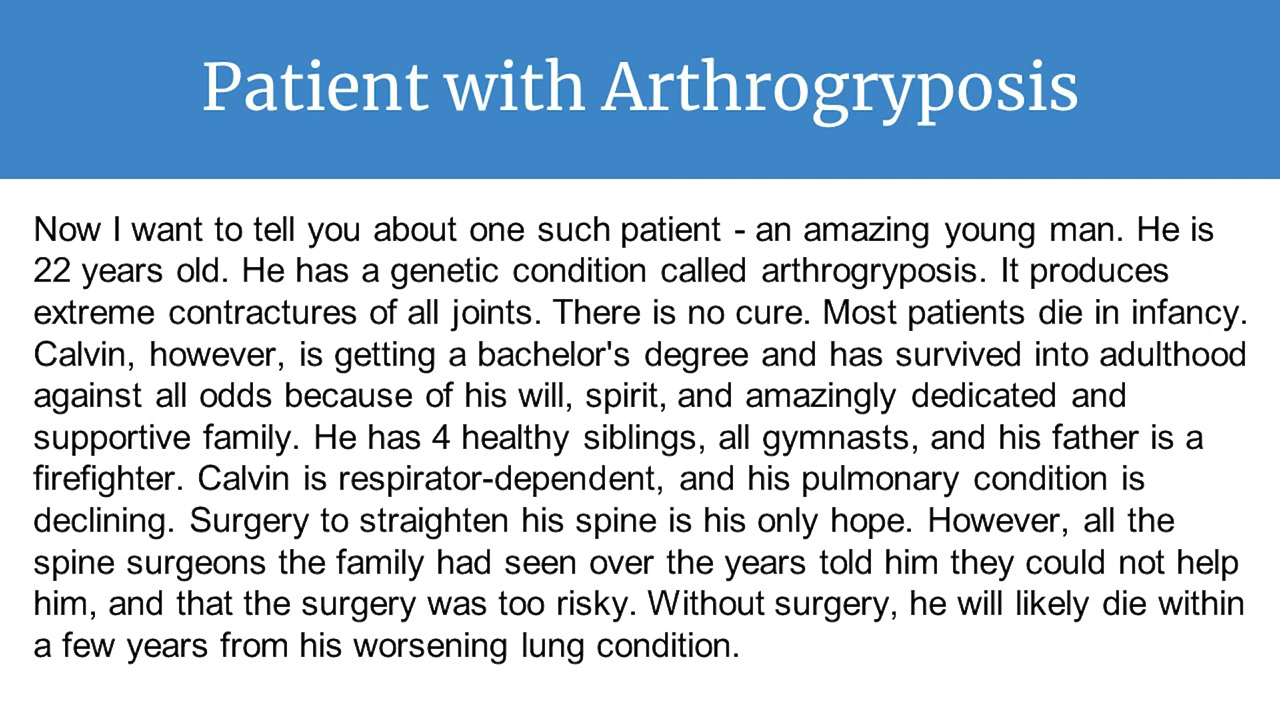 Patient with Arthrogryposis
Now I want to tell you about one such patient - an amazing young man. He is
22 years old. He has a genetic condition called arthrogryposis. It produces
extreme contractures of all joints. There is no cure. Most patients die in infancy.
Calvin, however, is getting a bachelor's degree and has survived into adulthood
against all odds because of his will, spirit, and amazingly dedicated and
supportive family. He has 4 healthy siblings, all gymnasts, and his father is a
firefighter. Calvin is respirator-dependent, and his pulmonary condition is
declining. Surgery to straighten his spine is his only hope. However, all the
spine surgeons the family had seen over the years told him they could not help
him, and that the surgery was too risky. Without surgery, he will likely die within
a few years from his worsening lung condition.